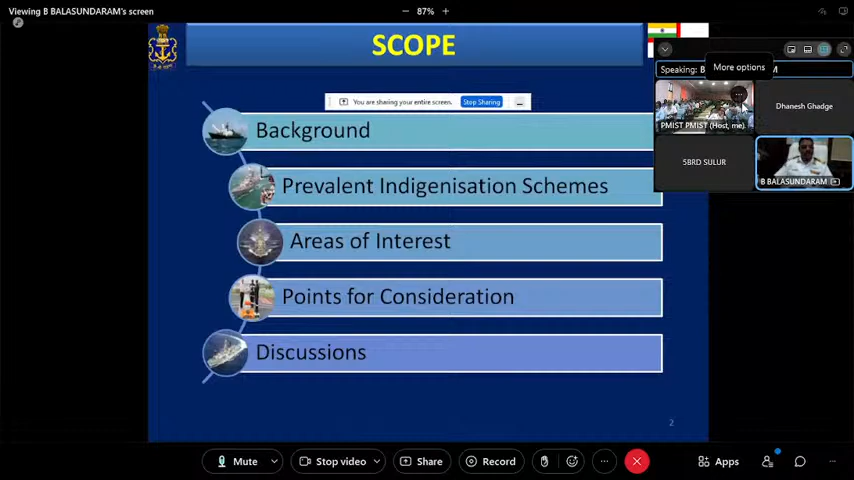 Viewing B BALASUNDARAM's screen
87%
SCOPE
More options
Speaking: B
M
You are sharing your entire screen.
Stop Sharing
PMIST PMIST (Host, me)
Dhanesh Ghadge
5BRD SULUR
B BALASUNDARAM
Background
Prevalent Indigenisation Schemes
Areas of Interest
Points for Consideration
Discussions
2
Mute
Stop video
Share
Record
Apps